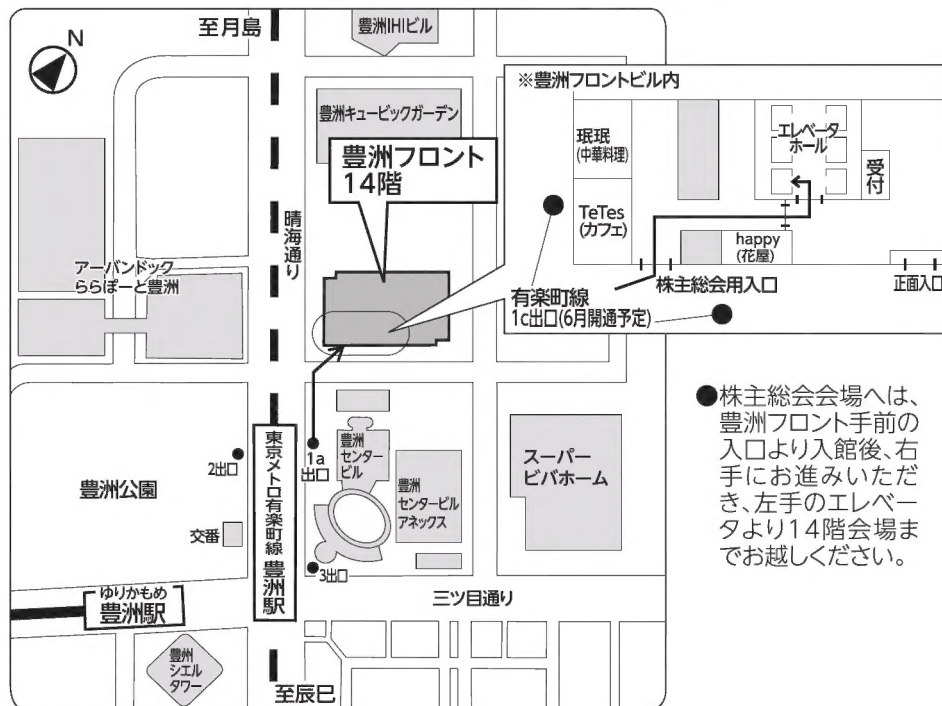 N
至月島
豊洲IHIビル
豊洲キュービックガーデン
豊洲フロント
14階
晴海通り
アーバンドック
ららぽーと豊洲
※豊洲フロントビル内
珉珉
(中華料理)
TeTes
(カフェ)
エレベータ
ホール
受付
happy
(花屋)
株主総会用入口
正面入口
有楽町線
1c出口(6月開通予定)
●株主総会会場へは、
豊洲フロント手前の
入口より入館後、右
手にお進みいただ
き、左手のエレベー
タより14階会場ま
でお越しください。
2出口
豊洲公園
交番
東京メトロ有楽町線
豊洲駅
1a
出口
豊洲
センター
ビル
豊洲
センタービル
アネックス
3出口
スーパー
ビバホーム
ゆりかもめ
豊洲駅
三ツ目通り
豊洲
シエル
タワー
至辰巳